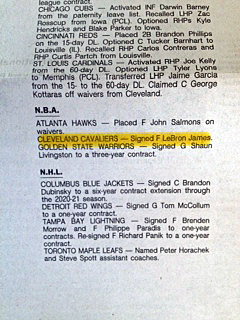 league contract.
CHICAGO CUBS — Activated INF Darwin Barney
from the paternity leave list. Recalled LHP Zac
Rosscup from Iowa (PCL). Optioned RHPs Kyle
Hendricks and Blake Parker to Iowa.
CINCINNATI REDS — Placed 2B Brandon Phillips
on the 15-day DL. Optioned C Tucker Barnhart to
Louisville (IL). Recalled RHP Carlos Contreras and
RHP Curtis Partch from Louisville.
ST. LOUIS CARDINALS — Activated RHP Joe Kelly
from the 60-day DL. Optioned LHP Tyler Lyons
to Memphis (PCL). Transferred LHP Jaime Garcia
from the 15- to the 60-day DL. Claimed C George
Kottaras off waivers from Cleveland.
N.B.A.
ATLANTA HAWKS — Placed F John Salmons on
waivers.
CLEVELAND CAVALIERS — Signed F LeBron James.
GOLDEN STATE WARRIORS — Signed G Shaun
Livingston to a three-year contract.
N.H.L.
COLUMBUS BLUE JACKETS — Signed C Brandon
Dubinsky to a six-year contract extension through
the 2020-21 season.
DETROIT RED WINGS — Signed G Tom McCollum
to a one-year contract.
TAMPA BAY LIGHTNING — Signed F Brenden
Morrow and F Philippe Paradis to one-year
contracts. Re-signed F Richard Panik to a one-year
contract.
TORONTO MAPLE LEAFS — Named Peter Horachek
and Steve Spott assistant coaches.